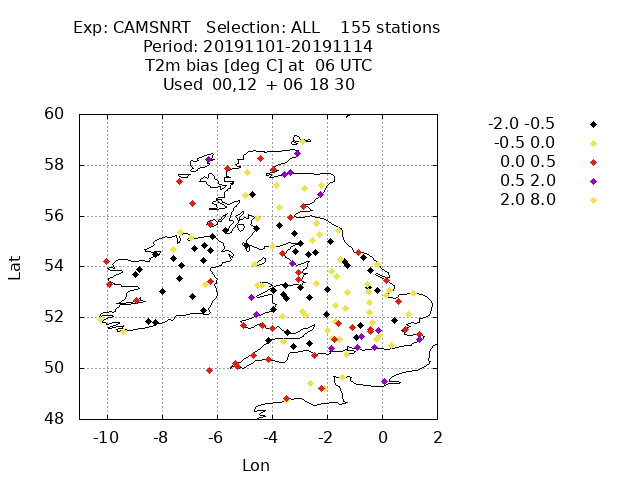 Exp: CAMSNRT Selection: ALL 155 stations
Period: 20191101-20191114
T2m bias [deg C] at 06 UTC
Used 00,12 + 06 18 30
60
58
56
54
52
50
48
-10 -8 -6 -4 -2 0 2
Lat
Lon
-2.0 -0.5
-0.5 0.0
0.0 0.5
0.5 2.0
2.0 8.0